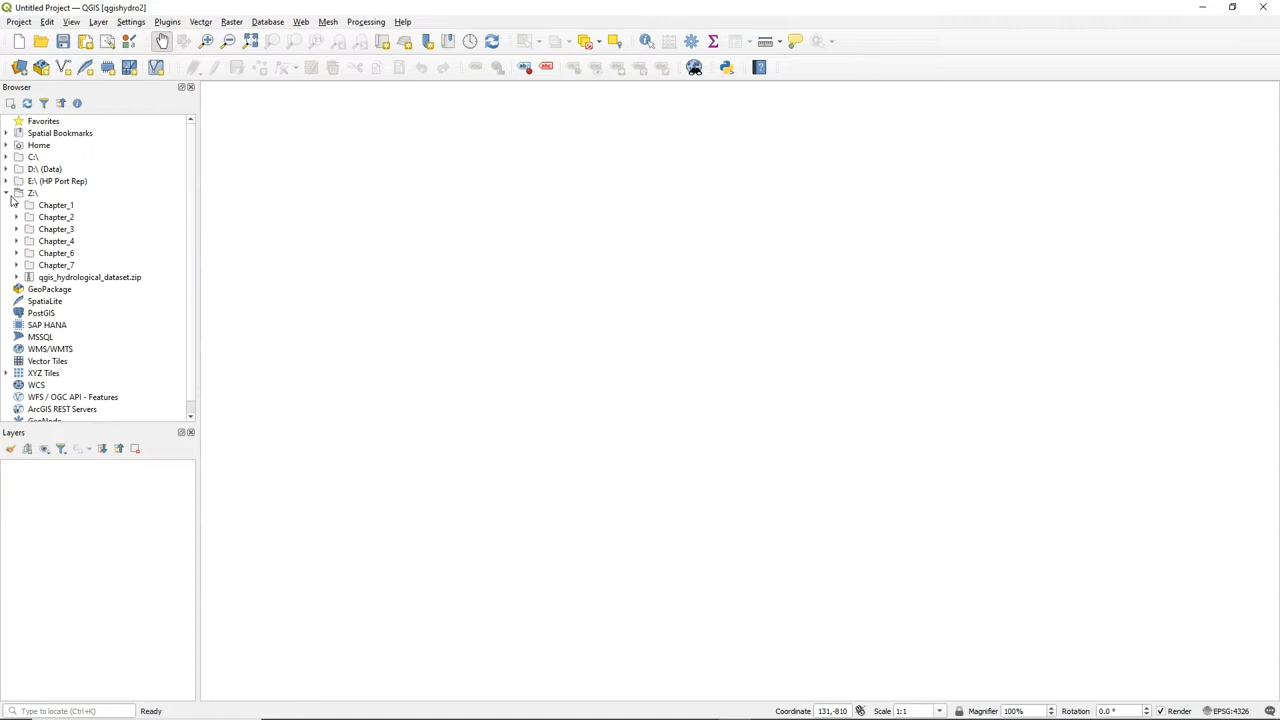 Untitled Project — QGIS [qgishydro2]
Project Edit View Layer Settings Plugins Vector Raster Database Web Mesh Processing Help
Browser
Favorites
Spatial Bookmarks
Home
C:\
D:\ (Data)
E:\ (HP Port Rep)
Z:\
Chapter_1
Chapter_2
Chapter_3
Chapter_4
Chapter_6
Chapter_7
qgis_hydrological_dataset.zip
GeoPackage
SpatiaLite
PostGIS
SAP HANA
MSSQL
WMS/WMTS
Vector Tiles
XYZ Tiles
WCS
WFS / OGC API - Features
ArcGIS REST Servers
GeoNode
Layers
Type to locate (Ctrl+K) Ready Coordinate 131,-810 Scale 1:1 Magnifier 100% Rotation 0.0 ° Render EPSG:4326